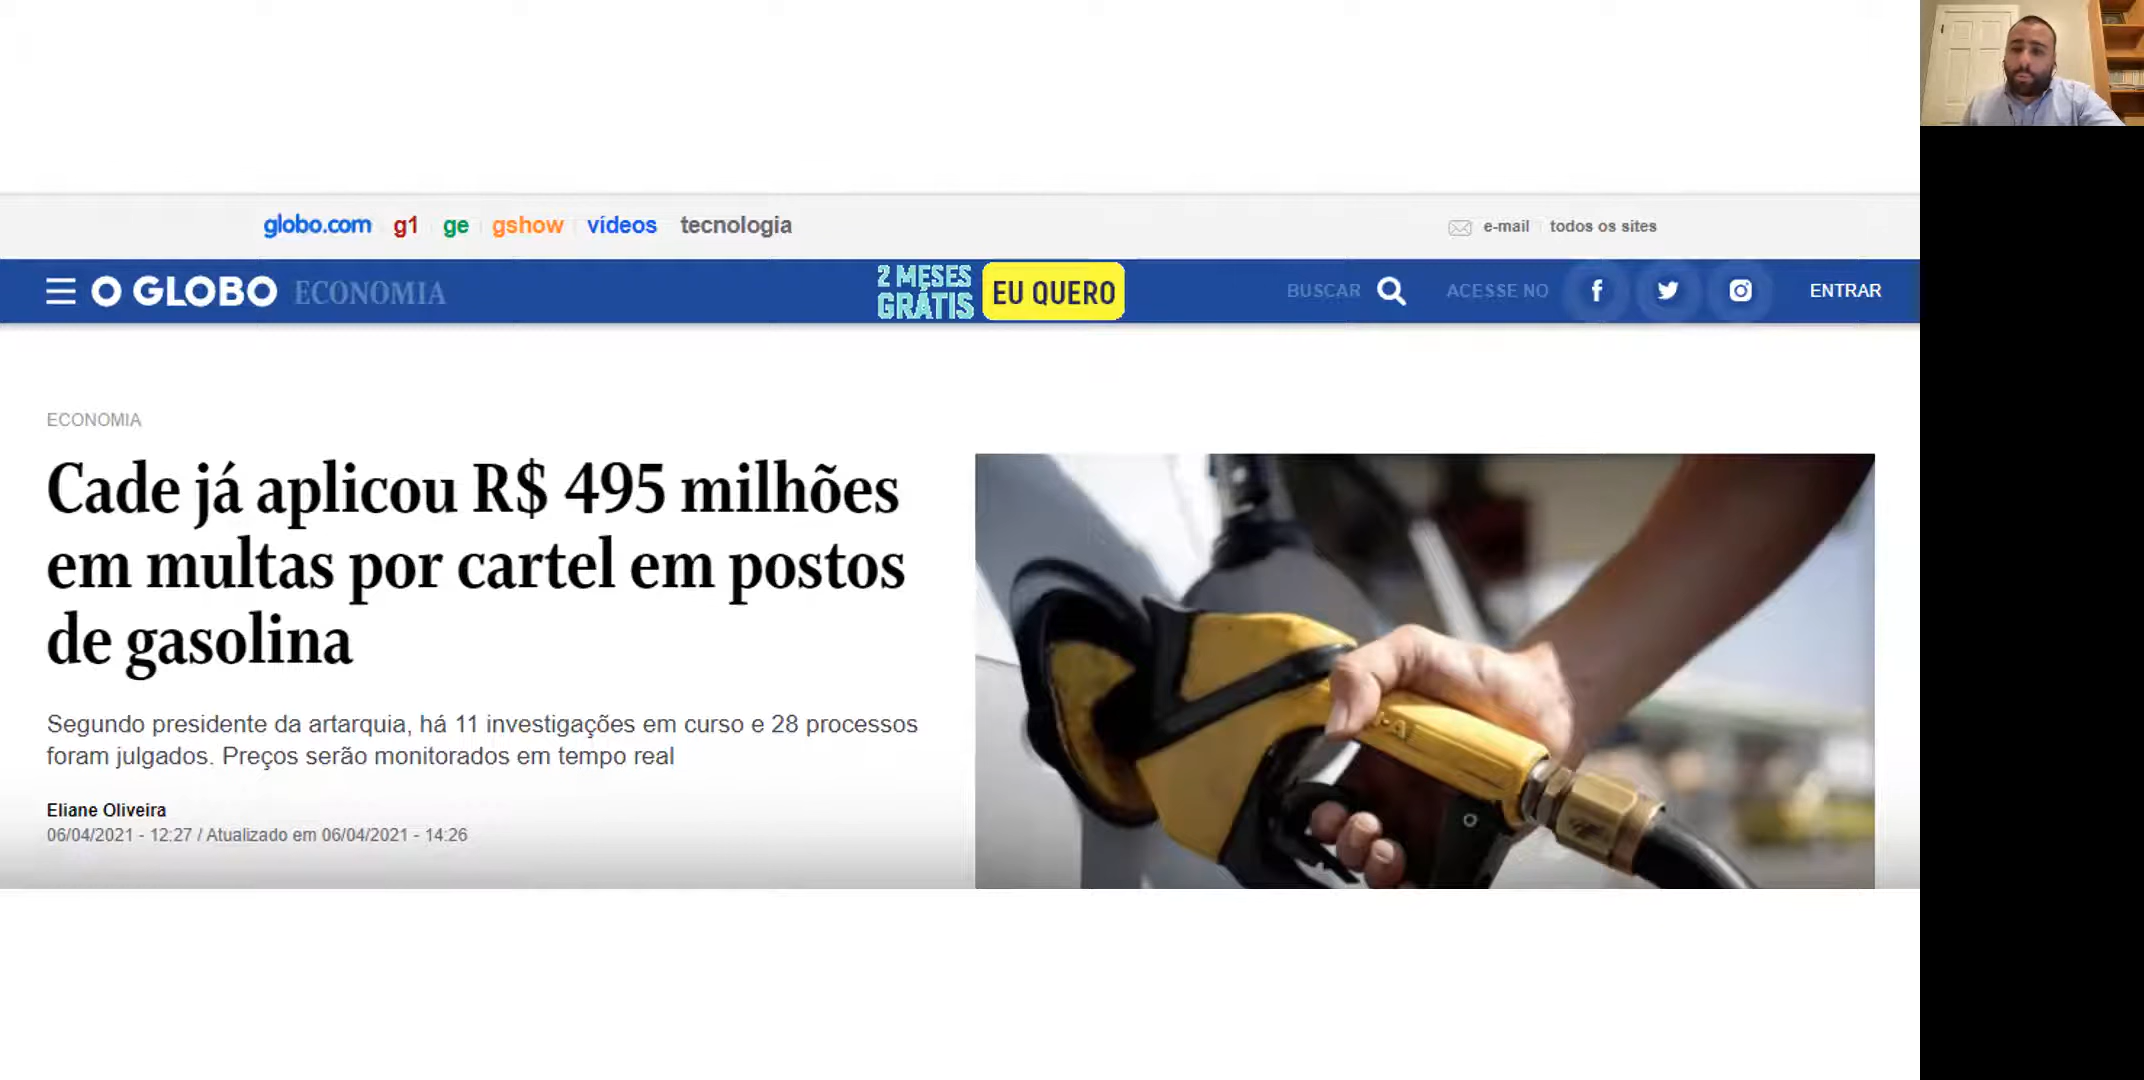 globo.com g1 ge gshow vídeos tecnologia e-mail todos os sites
O GLOBO ECONOMIA 2 MESES GRÁTIS EU QUERO BUSCAR ACESSE NO ENTRAR
ECONOMIA
Cade já aplicou R$ 495 milhões
em multas por cartel em postos
de gasolina
Segundo presidente da artarquia, há 11 investigações em curso e 28 processos
foram julgados. Preços serão monitorados em tempo real
Eliane Oliveira
06/04/2021 - 12:27 / Atualizado em 06/04/2021 - 14:26